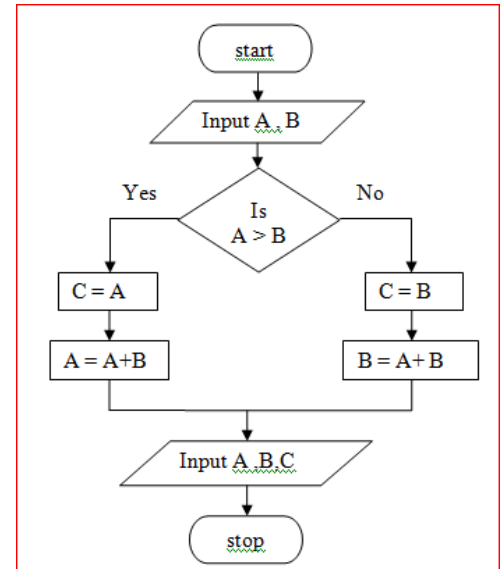 start
Input A , B
Yes
No
Is
A > B
C = A
C = B
A = A+B
B = A+ B
Input A ,B,C
stop